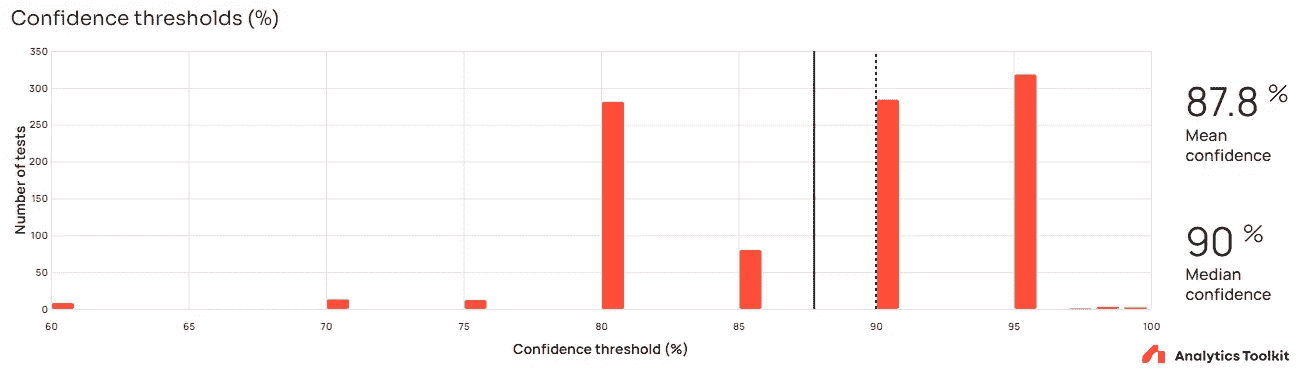 Confidence thresholds (%)
350
300
250
200
150
100
50
0
Number of tests
60 65 70 75 80 85 90 95 100
Confidence threshold (%)
87.8 %
Mean
confidence
90 %
Median
confidence
Analytics Toolkit